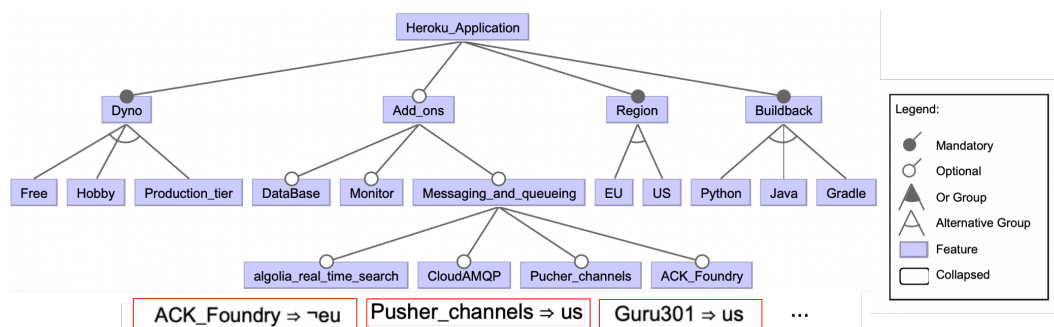 Heroku_Application
Dyno Add_ons Region Buildback
Free Hobby Production_tier DataBase Monitor Messaging_and_queueing EU US Python Java Gradle
algolia_real_time_search CloudAMQP Pucher_channels ACK_Foundry
ACK_Foundry ⇒ ¬eu Pusher_channels ⇒ us Guru301 ⇒ us ...
Legend:
Mandatory
Optional
Or Group
Alternative Group
Feature
Collapsed